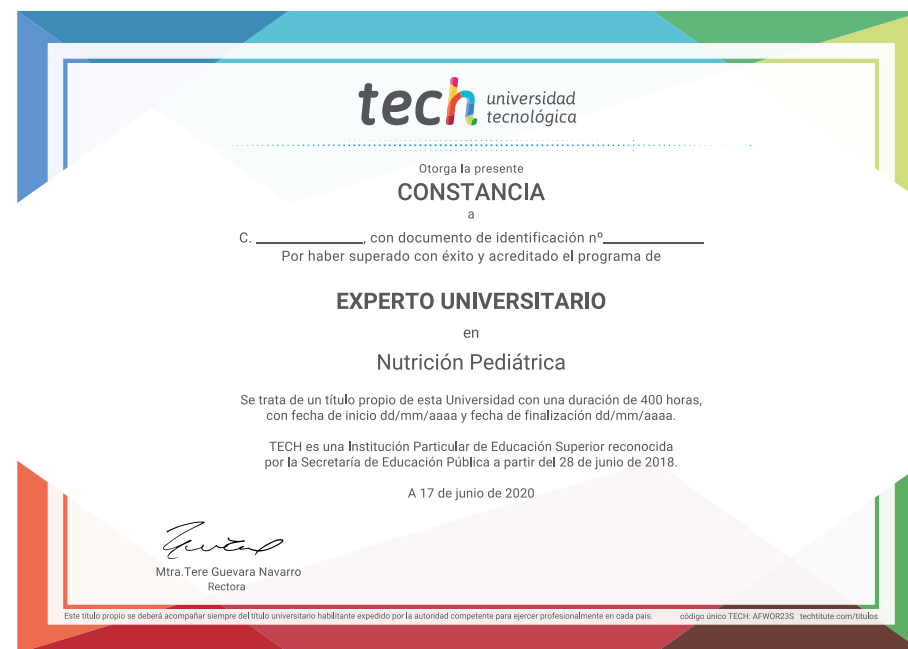 tech universidad
tecnológica
Otorga la presente
CONSTANCIA
a
C. ______________, con documento de identificación nº_____________
Por haber superado con éxito y acreditado el programa de
EXPERTO UNIVERSITARIO
en
Nutrición Pediátrica
Se trata de un título propio de esta Universidad con una duración de 400 horas,
con fecha de inicio dd/mm/aaaa y fecha de finalización dd/mm/aaaa.
TECH es una Institución Particular de Educación Superior reconocida
por la Secretaría de Educación Pública a partir del 28 de junio de 2018.
A 17 de junio de 2020
Mtra.Tere Guevara Navarro
Rectora
Este título propio se deberá acompañar siempre del título universitario habilitante expedido por la autoridad competente para ejercer profesionalmente en cada país. código único TECH: AFWOR23S techtitute.com/titulos